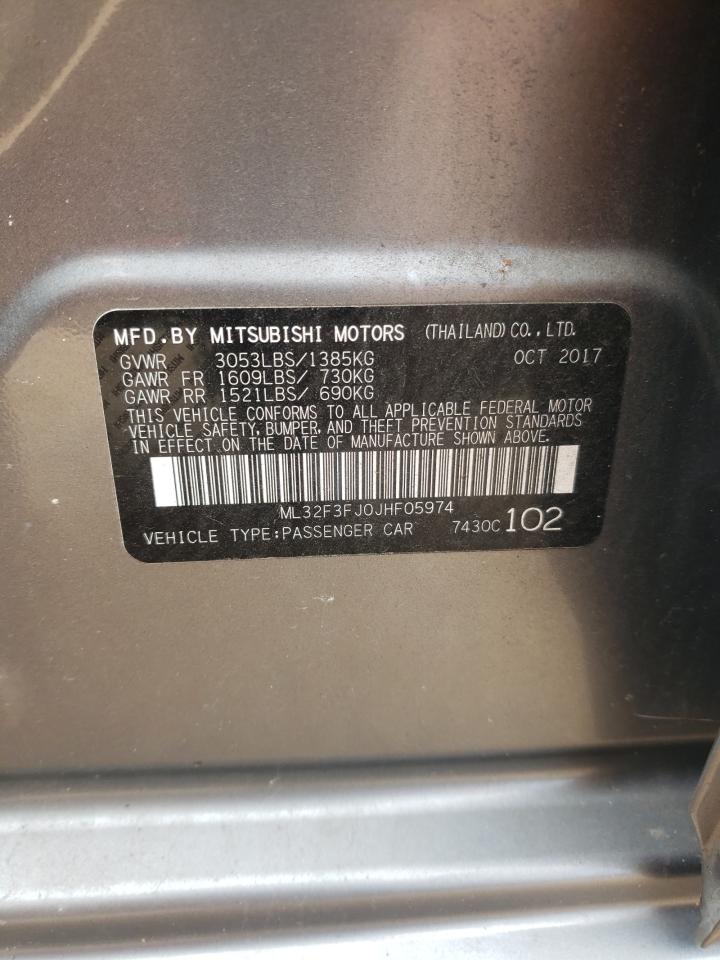 MFD.BY MITSUBISHI MOTORS (THAILAND) CO., LTD.
GVWR 3053LBS/1385KG OCT 2017
GAWR FR 1609LBS/ 730KG
GAWR RR 1521LBS/ 690KG
THIS VEHICLE CONFORMS TO ALL APPLICABLE FEDERAL MOTOR
VEHICLE SAFETY, BUMPER, AND THEFT PREVENTION STANDARDS
IN EFFECT ON THE DATE OF MANUFACTURE SHOWN ABOVE.
ML32F3FJ0JHF05974
VEHICLE TYPE:PASSENGER CAR 7430C 102